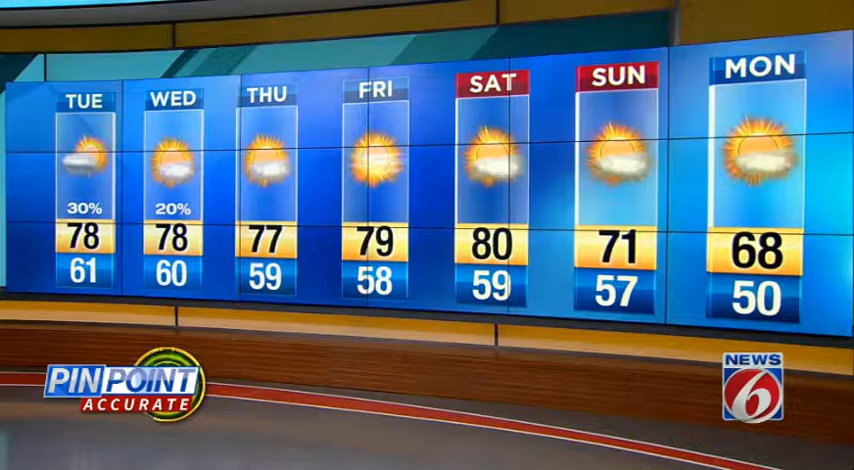 TUE WED THU FRI SAT SUN MON
30% 20%
78 78 77 79 80 71 68
61 60 59 58 59 57 50
PINPOINT
ACCURATE
NEWS
6